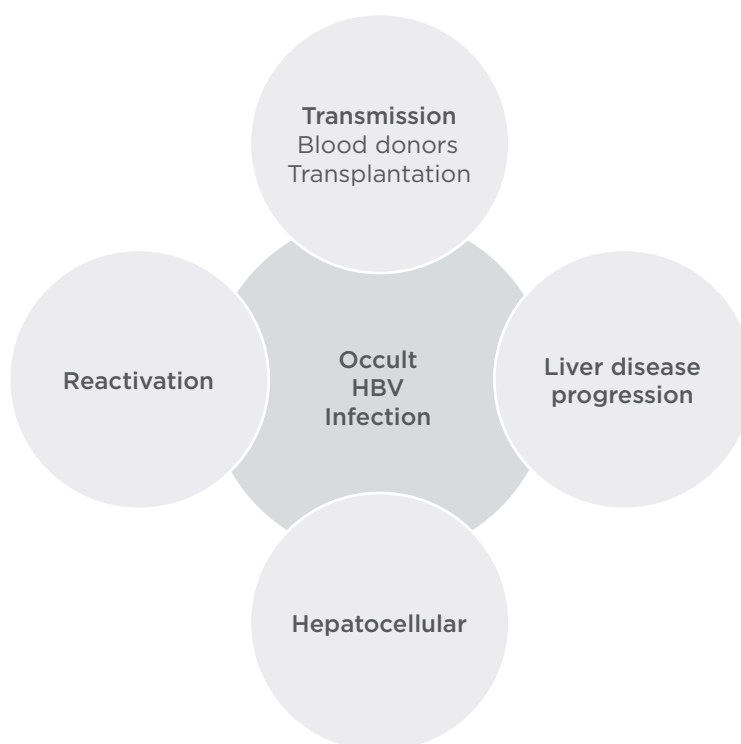 Transmission
Blood donors
Transplantation
Reactivation
Occult
HBV
Infection
Liver disease
progression
Hepatocellular